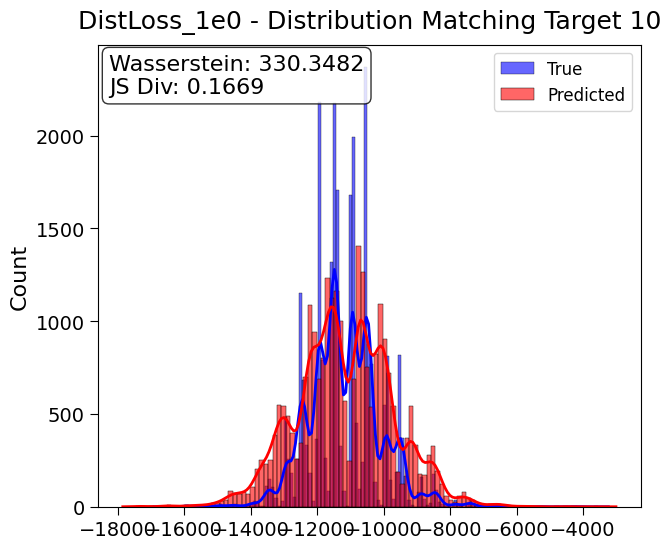 DistLoss_1e0 - Distribution Matching Target 10
Wasserstein: 330.3482
JS Div: 0.1669
True
Predicted
Count
2000
1500
1000
500
0
−18000 −16000 −14000 −12000 −10000 −8000 −6000 −4000